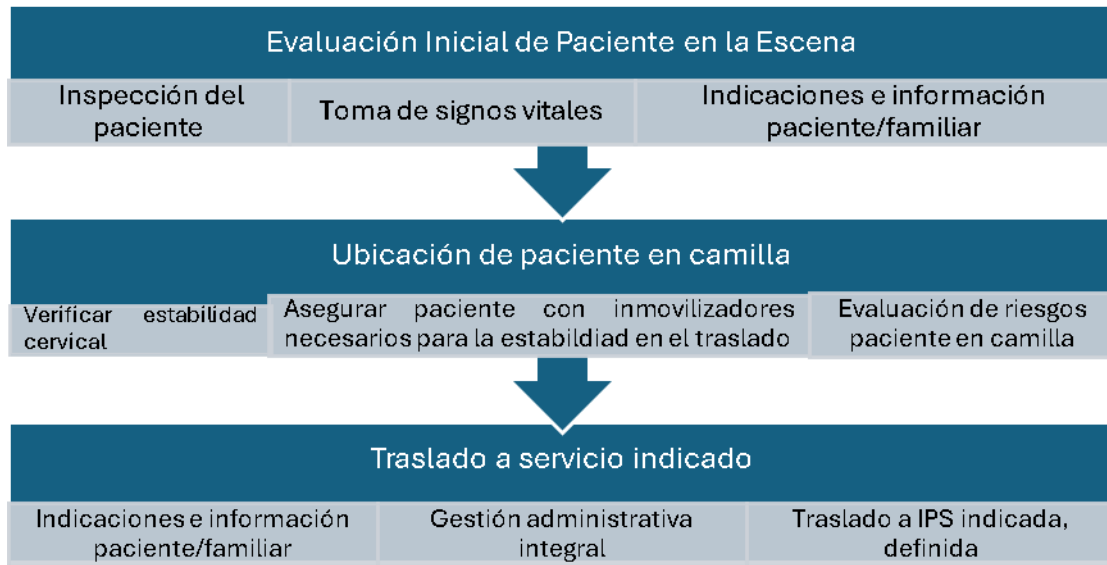 Evaluación Inicial de Paciente en la Escena
Inspección del
paciente
Toma de signos vitales
Indicaciones e información
paciente/familiar
Ubicación de paciente en camilla
Verificar estabilidad
cervical
Asegurar paciente con inmovilizadores
necesarios para la estabildiad en el traslado
Evaluación de riesgos
paciente en camilla
Traslado a servicio indicado
Indicaciones e información
paciente/familiar
Gestión administrativa
integral
Traslado a IPS indicada,
definida